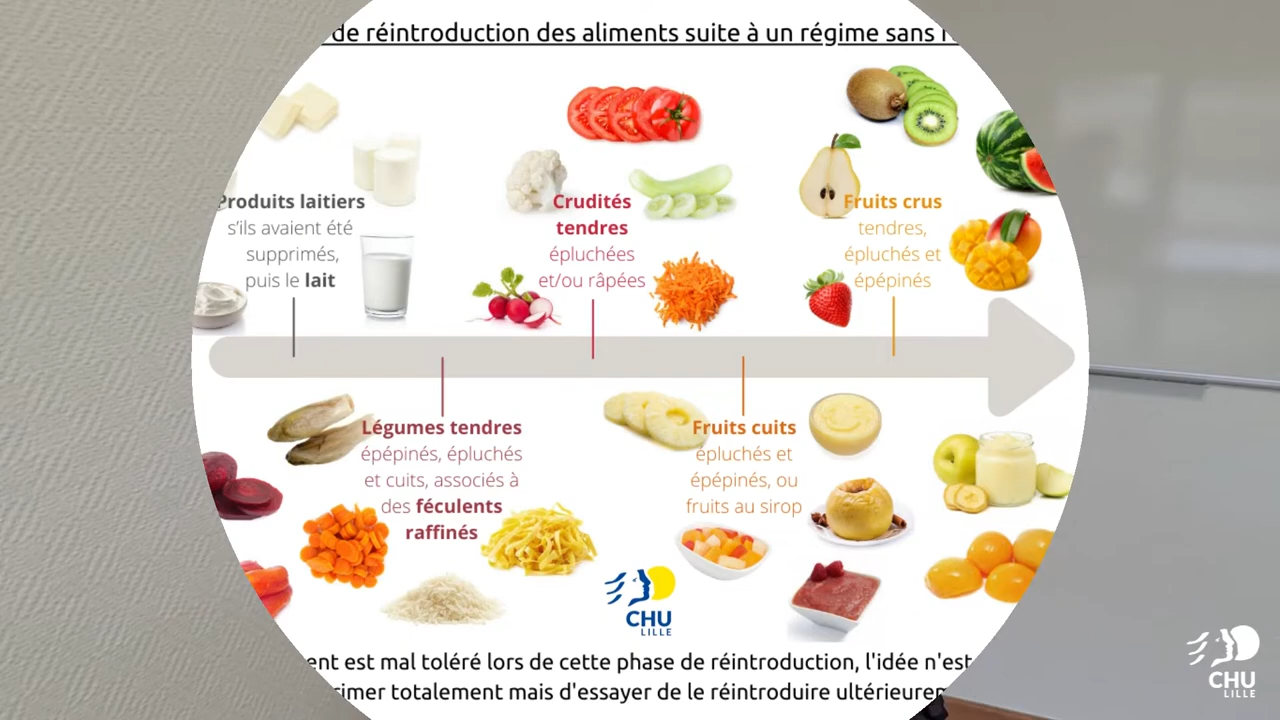 de réintroduction des aliments suite à un régime sans
Produits laitiers
s'ils avaient été
supprimés,
puis le lait
Crudités
tendres
épluchées
et/ou râpées
Fruits crus
tendres,
épluchés et
épépinés
Légumes tendres
épépinés, épluchés
et cuits, associés à
des féculents
raffinés
Fruits cuits
épluchés et
épépinés, ou
fruits au sirop
CHU
LILLE
est mal toléré lors de cette phase de réintroduction, l'idée n'est
totalement mais d'essayer de le réintroduire
CHU
LILLE